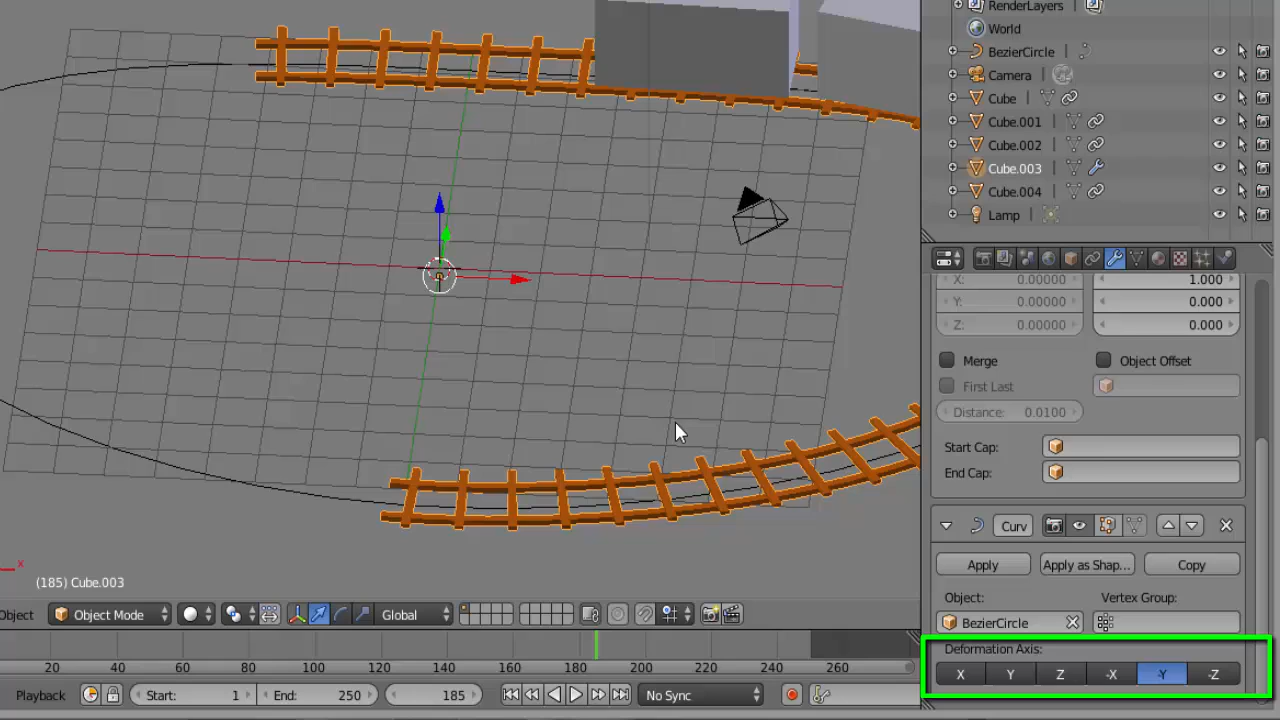 RenderLayers
World
BezierCircle
Camera
Cube
Cube.001
Cube.002
Cube.003
Cube.004
Lamp
X: 0.00000 1.000
Y: 0.00000 0.000
Z: 0.00000 0.000
Merge Object Offset
First Last
Distance: 0.0100
Start Cap:
End Cap:
Curv
Apply Apply as Shap... Copy
Object: Vertex Group:
BezierCircle
Deformation Axis:
X Y Z -X -Y -Z
x
(185) Cube.003
Object Object Mode Global
20 40 60 80 100 120 140 160 180 200 220 240 260
Playback Start: 1 End: 250 185 No Sync